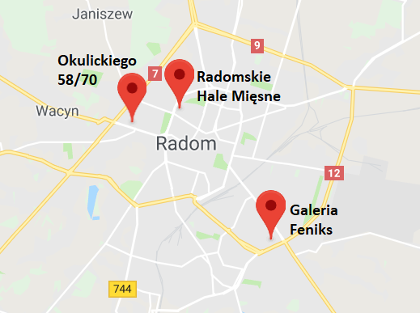 Janiszew
9
Okulickiego
58/70
7
Radomskie
Hale Mięsne
Wacyn
Radom
12
Galeria
Feniks
744